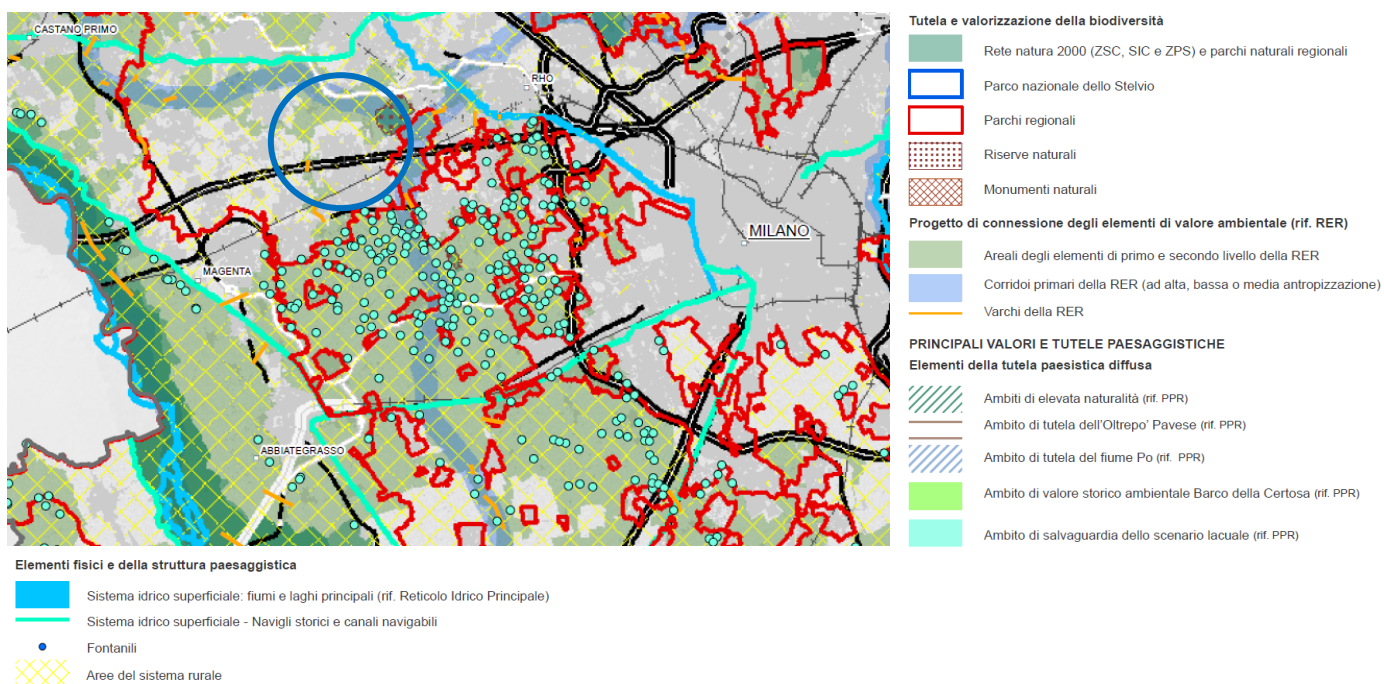 CASTANO PRIMO
RHO
MILANO
MAGENTA
ABBIATEGRASSO
Tutela e valorizzazione della biodiversità
Rete natura 2000 (ZSC, SIC e ZPS) e parchi naturali regionali
Parco nazionale dello Stelvio
Parchi regionali
Riserve naturali
Monumenti naturali
Progetto di connessione degli elementi di valore ambientale (rif. RER)
Areali degli elementi di primo e secondo livello della RER
Corridoi primari della RER (ad alta, bassa o media antropizzazione)
Varchi della RER
PRINCIPALI VALORI E TUTELE PAESAGGISTICHE
Elementi della tutela paesistica diffusa
Ambiti di elevata naturalità (rif. PPR)
Ambito di tutela dell'Oltrepo' Pavese (rif. PPR)
Ambito di tutela del fiume Po (rif. PPR)
Ambito di valore storico ambientale Barco della Certosa (rif. PPR)
Ambito di salvaguardia dello scenario lacuale (rif. PPR)
Elementi fisici e della struttura paesaggistica
Sistema idrico superficiale: fiumi e laghi principali (rif. Reticolo Idrico Principale)
Sistema idrico superficiale - Navigli storici e canali navigabili
Fontanili
Aree del sistema rurale